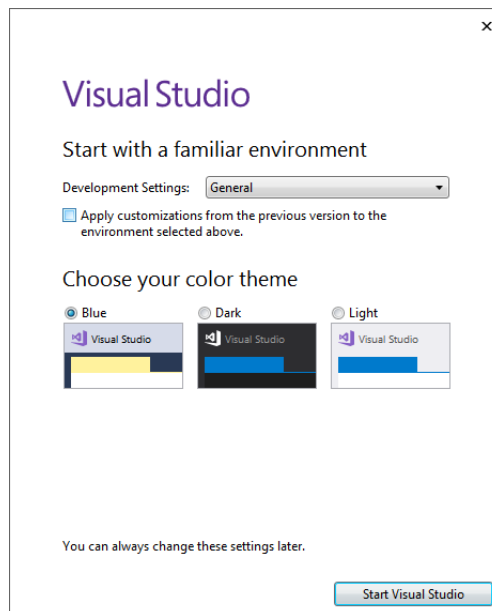 Visual Studio
Start with a familiar environment
Development Settings: General
Apply customizations from the previous version to the
environment selected above.
Choose your color theme
Blue Dark Light
Visual Studio Visual Studio Visual Studio
You can always change these settings later.
Start Visual Studio